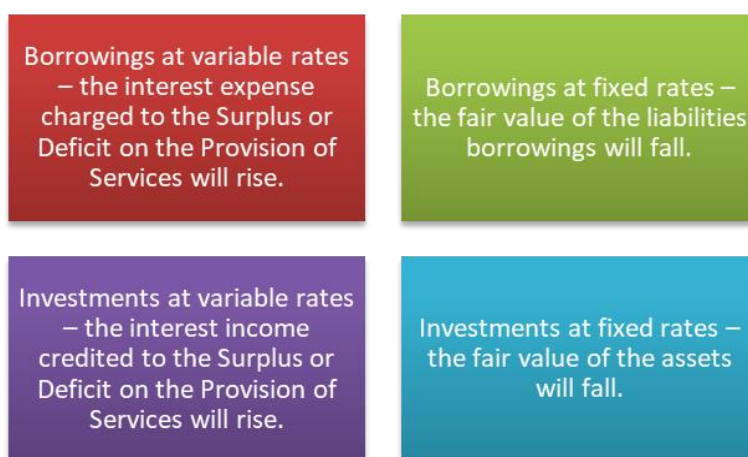 Borrowings at variable rates
– the interest expense
charged to the Surplus or
Deficit on the Provision of
Services will rise.
Borrowings at fixed rates –
the fair value of the liabilities
borrowings will fall.
Investments at variable rates
– the interest income
credited to the Surplus or
Deficit on the Provision of
Services will rise.
Investments at fixed rates –
the fair value of the assets
will fall.